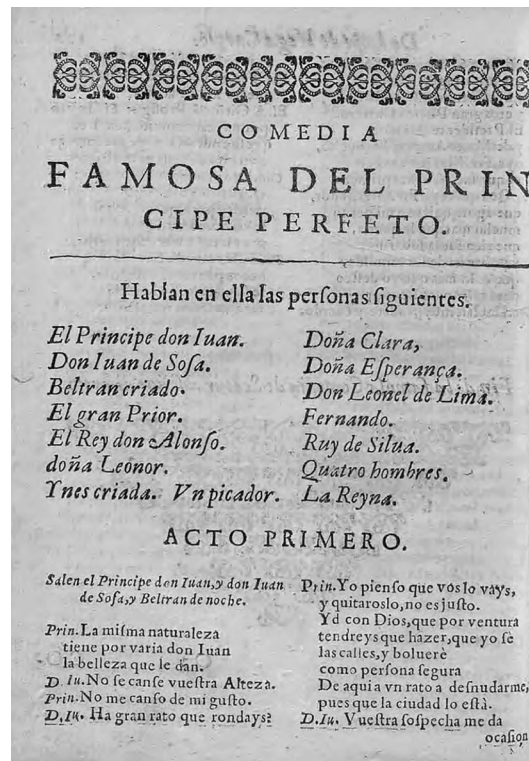 COMEDIA
FAMOSA DEL PRIN
CIPE PERFETO.
Hablan en ella las personas siguientes.
El Principe don Iuan.
Don Iuan de Sosa.
Beltran criado.
El gran Prior.
El Rey don Alonso.
doña Leonor.
Ynes criada. Vn picador.
Doña Clara,
Doña Esperança.
Don Leonel de Lima.
Fernando.
Ruy de Silua.
Quatro hombres.
La Reyna.
ACTO PRIMERO.
Salen el Principe don Iuan, y don Iuan
de Sosa, y Beltran de noche.
Prin. La misma naturaleza
tiene por varia don Iuan
la belleza que le dan.
D. Iu. No se canse vuestra Alteza.
Prin. No me canso de mi gusto.
D. Iu. Ha gran rato que rondays?
Prin. Yo pienso que vos lo vays,
y quitaroslo, no es justo.
Yd con Dios, que por ventura
tendreys que hazer, que yo sè
las calles, y boluerè
como persona segura
De aqui a vn rato a desnudarme,
pues que la ciudad lo està.
D. Iu. Vuestra sospecha me da
ocasion